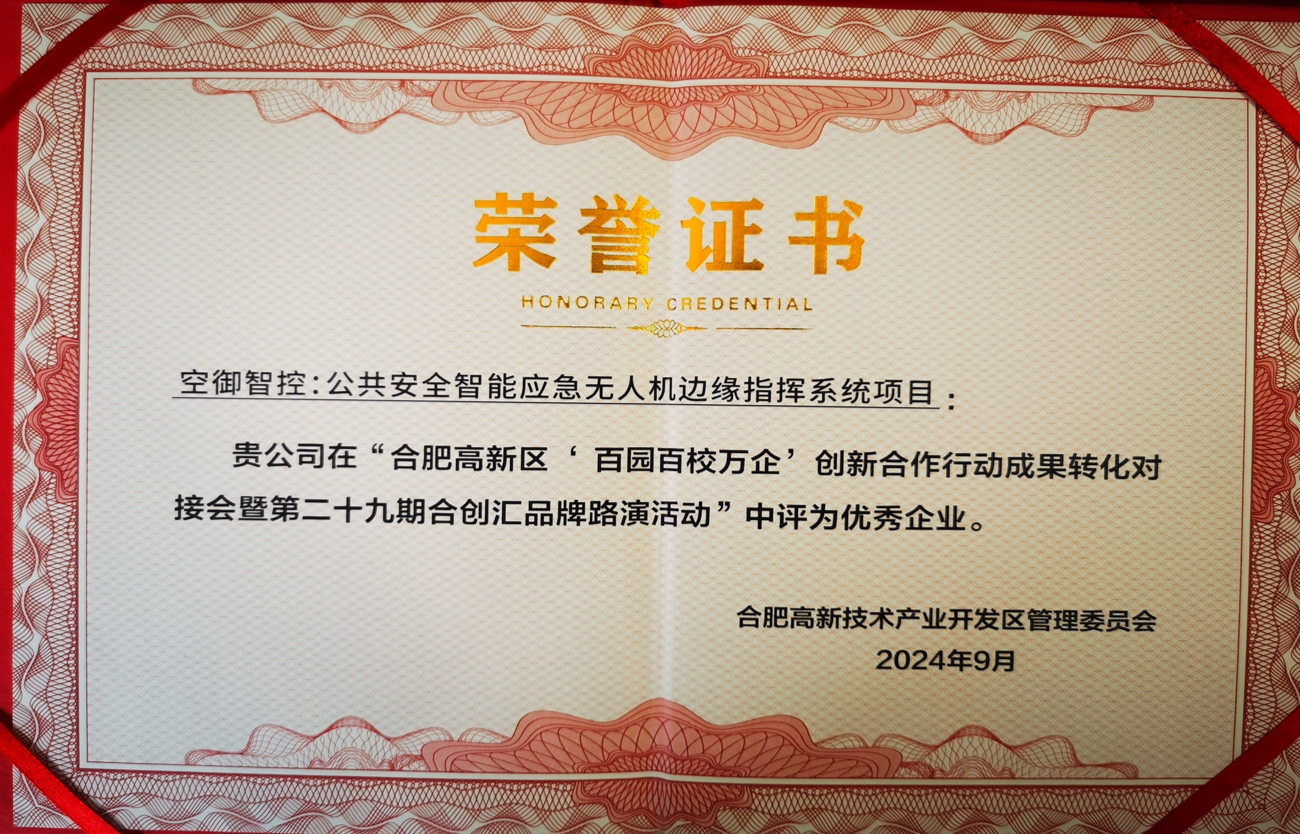 荣誉证书
HONORARY CREDENTIAL
空御智控:公共安全智能应急无人机边缘指挥系统项目:
贵公司在“合肥高新区‘百园百校万企’创新合作行动成果转化对
接会暨第二十九期合创汇品牌路演活动”中评为优秀企业。
合肥高新技术产业开发区管理委员会
2024年9月